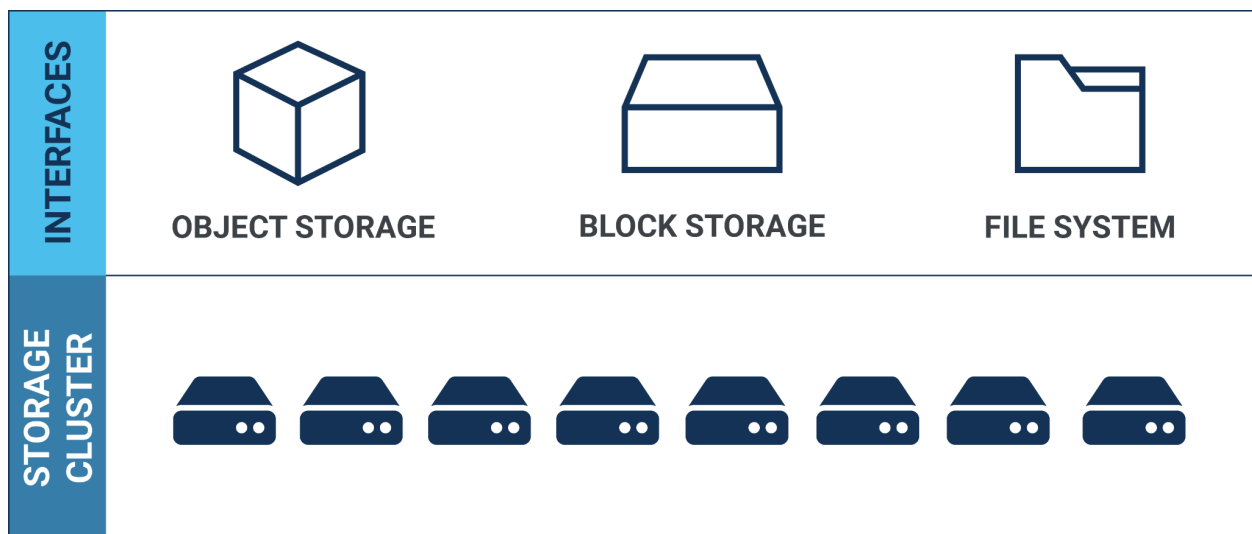 INTERFACES
OBJECT STORAGE
BLOCK STORAGE
FILE SYSTEM
STORAGE
CLUSTER